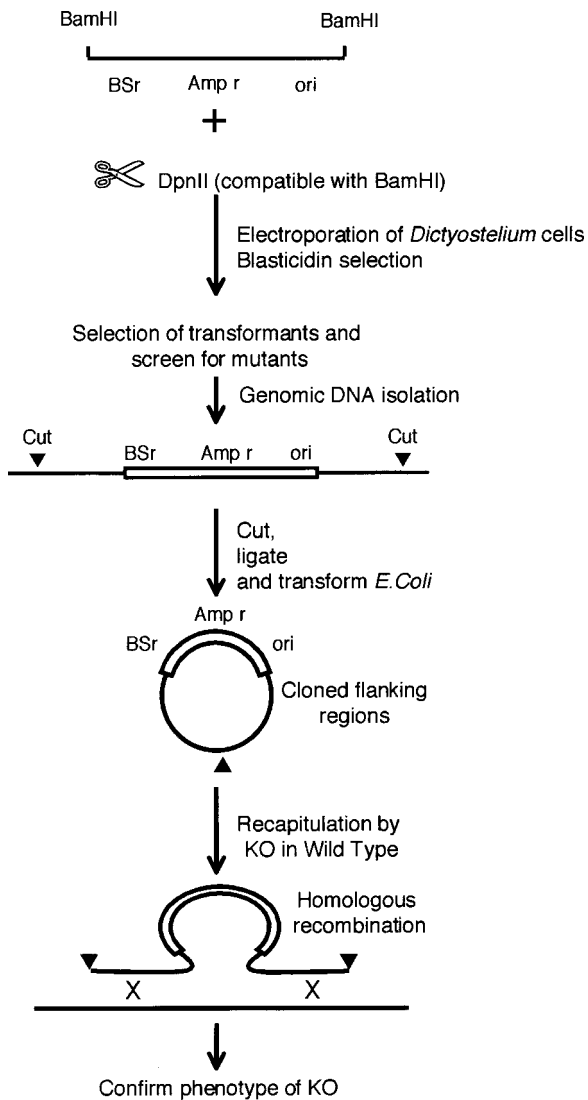 BamHI BamHI
BSr Amp r ori
+
DpnII (compatible with BamHI)
Electroporation of Dictyostelium cells
Blasticidin selection
Selection of transformants and
screen for mutants
Genomic DNA isolation
Cut Cut
BSr Amp r ori
Cut,
ligate
and transform E.Coli
Amp r
BSr ori
Cloned flanking
regions
Recapitulation by
KO in Wild Type
Homologous
recombination
X X
Confirm phenotype of KO